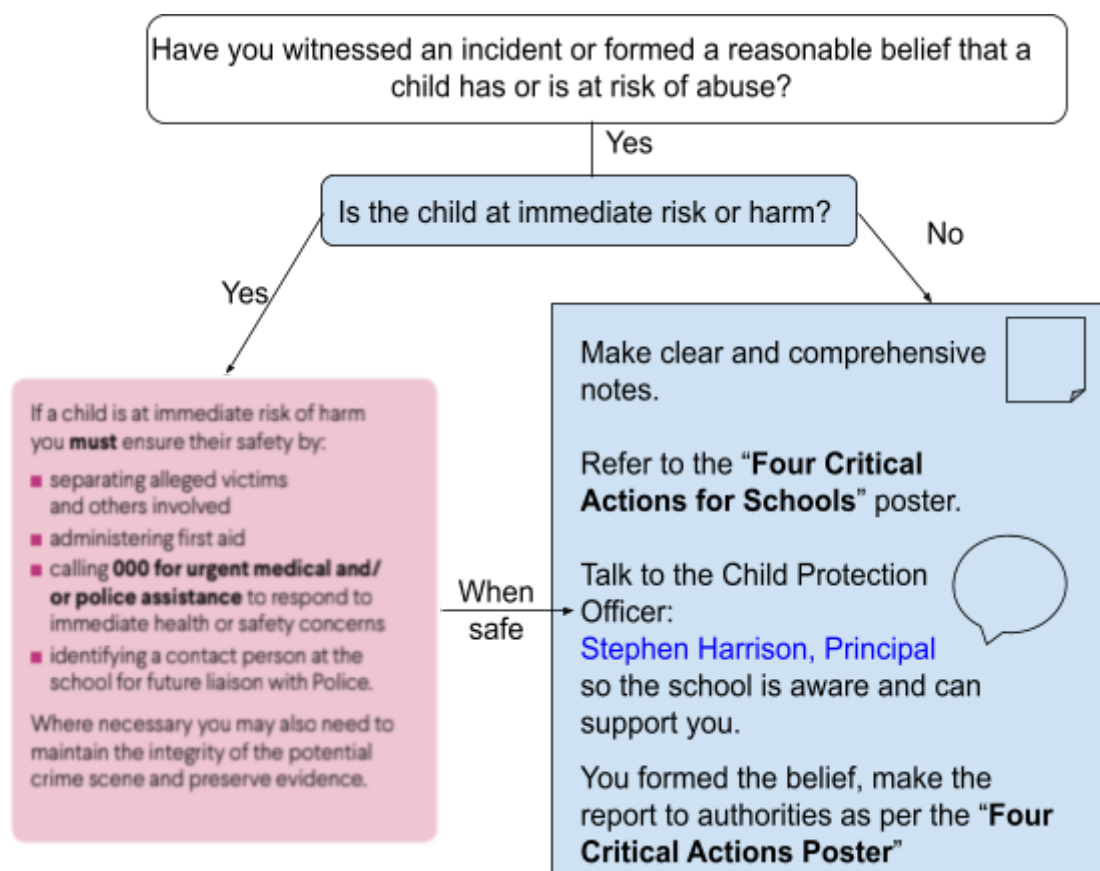 Have you witnessed an incident or formed a reasonable belief that a
child has or is at risk of abuse?
Yes
Is the child at immediate risk or harm?
No
Yes
If a child is at immediate risk of harm
you must ensure their safety by:
separating alleged victims
and others involved
administering first aid
calling 000 for urgent medical and/
or police assistance to respond to
immediate health or safety concerns
identifying a contact person at the
school for future liaison with Police.
Where necessary you may also need to
maintain the integrity of the potential
crime scene and preserve evidence.
When
safe
Make clear and comprehensive
notes.
Refer to the “Four Critical
Actions for Schools” poster.
Talk to the Child Protection
Officer:
Stephen Harrison, Principal
so the school is aware and can
support you.
You formed the belief, make the
report to authorities as per the “Four
Critical Actions Poster”